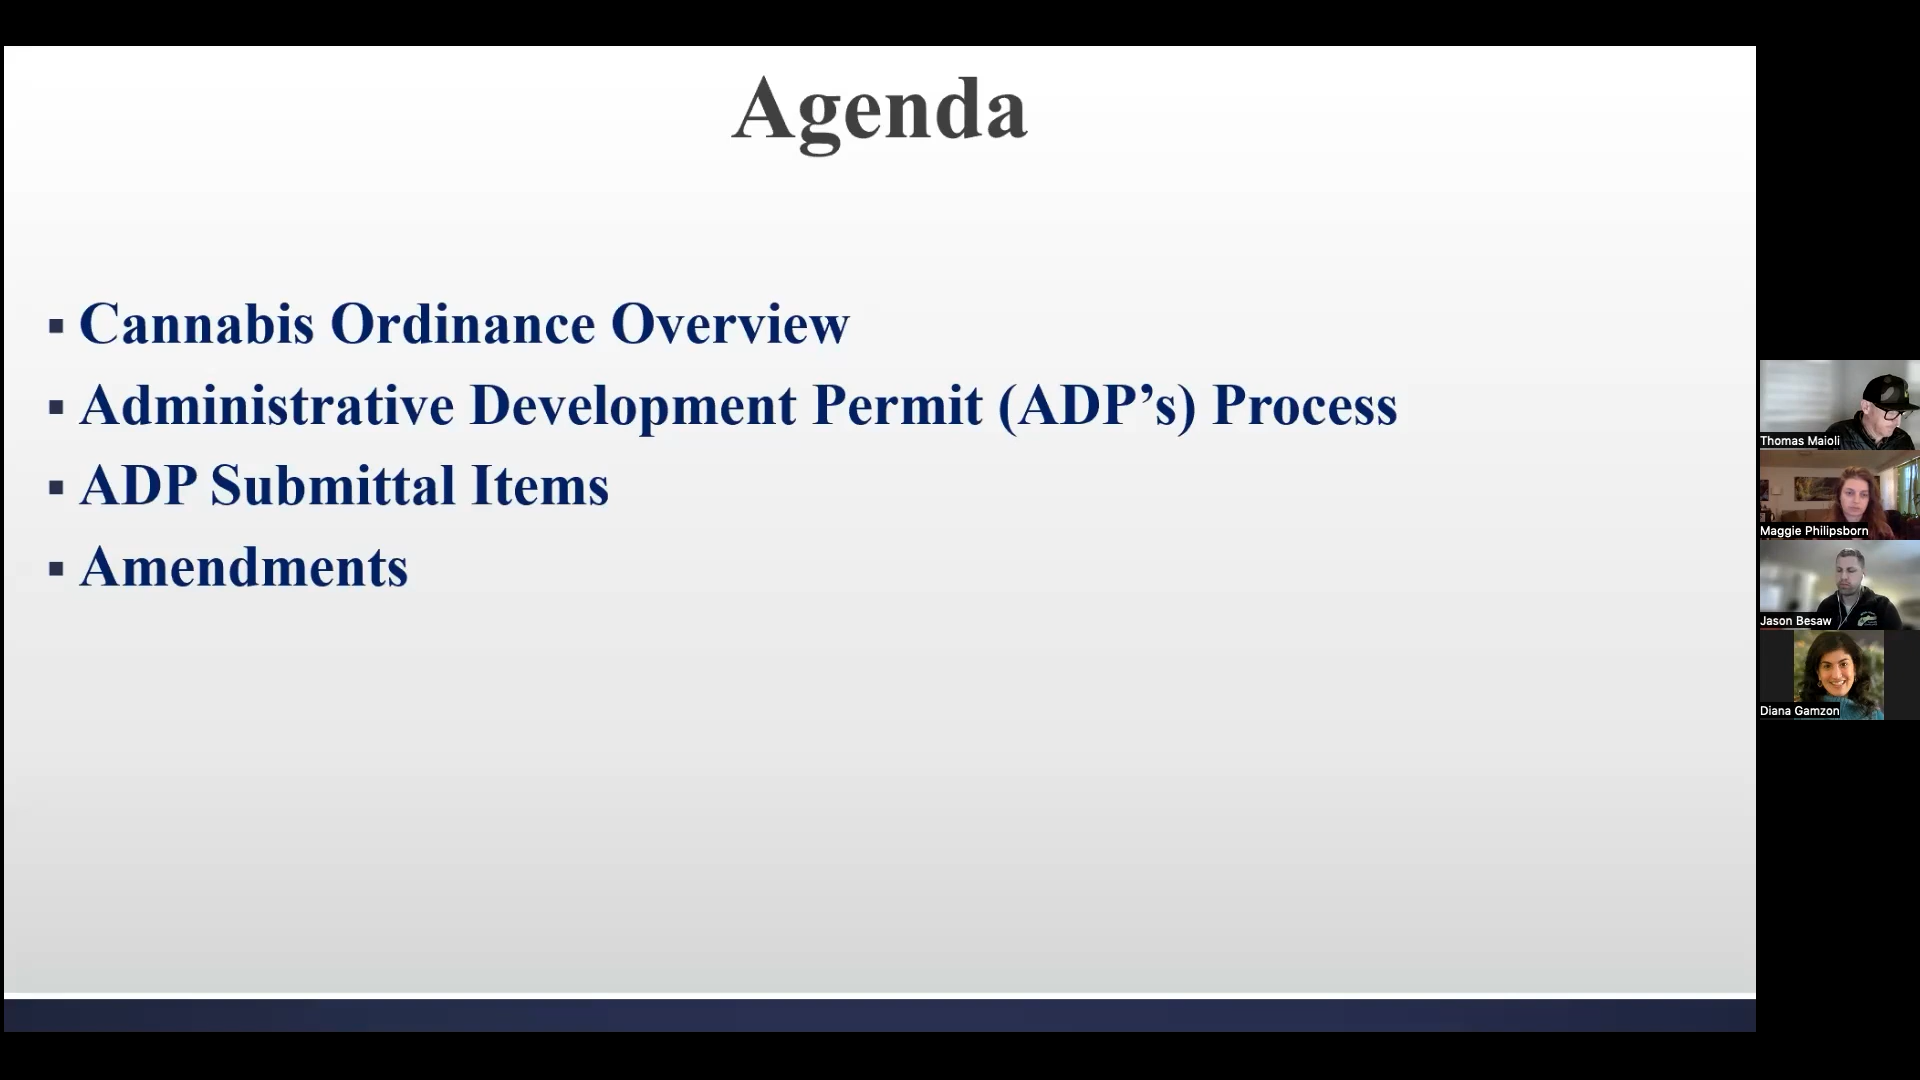 Agenda
▪ Cannabis Ordinance Overview
▪ Administrative Development Permit (ADP’s) Process
▪ ADP Submittal Items
▪ Amendments
Thomas Maioli
Maggie Philipsborn
Jason Besaw
Diana Gamzon